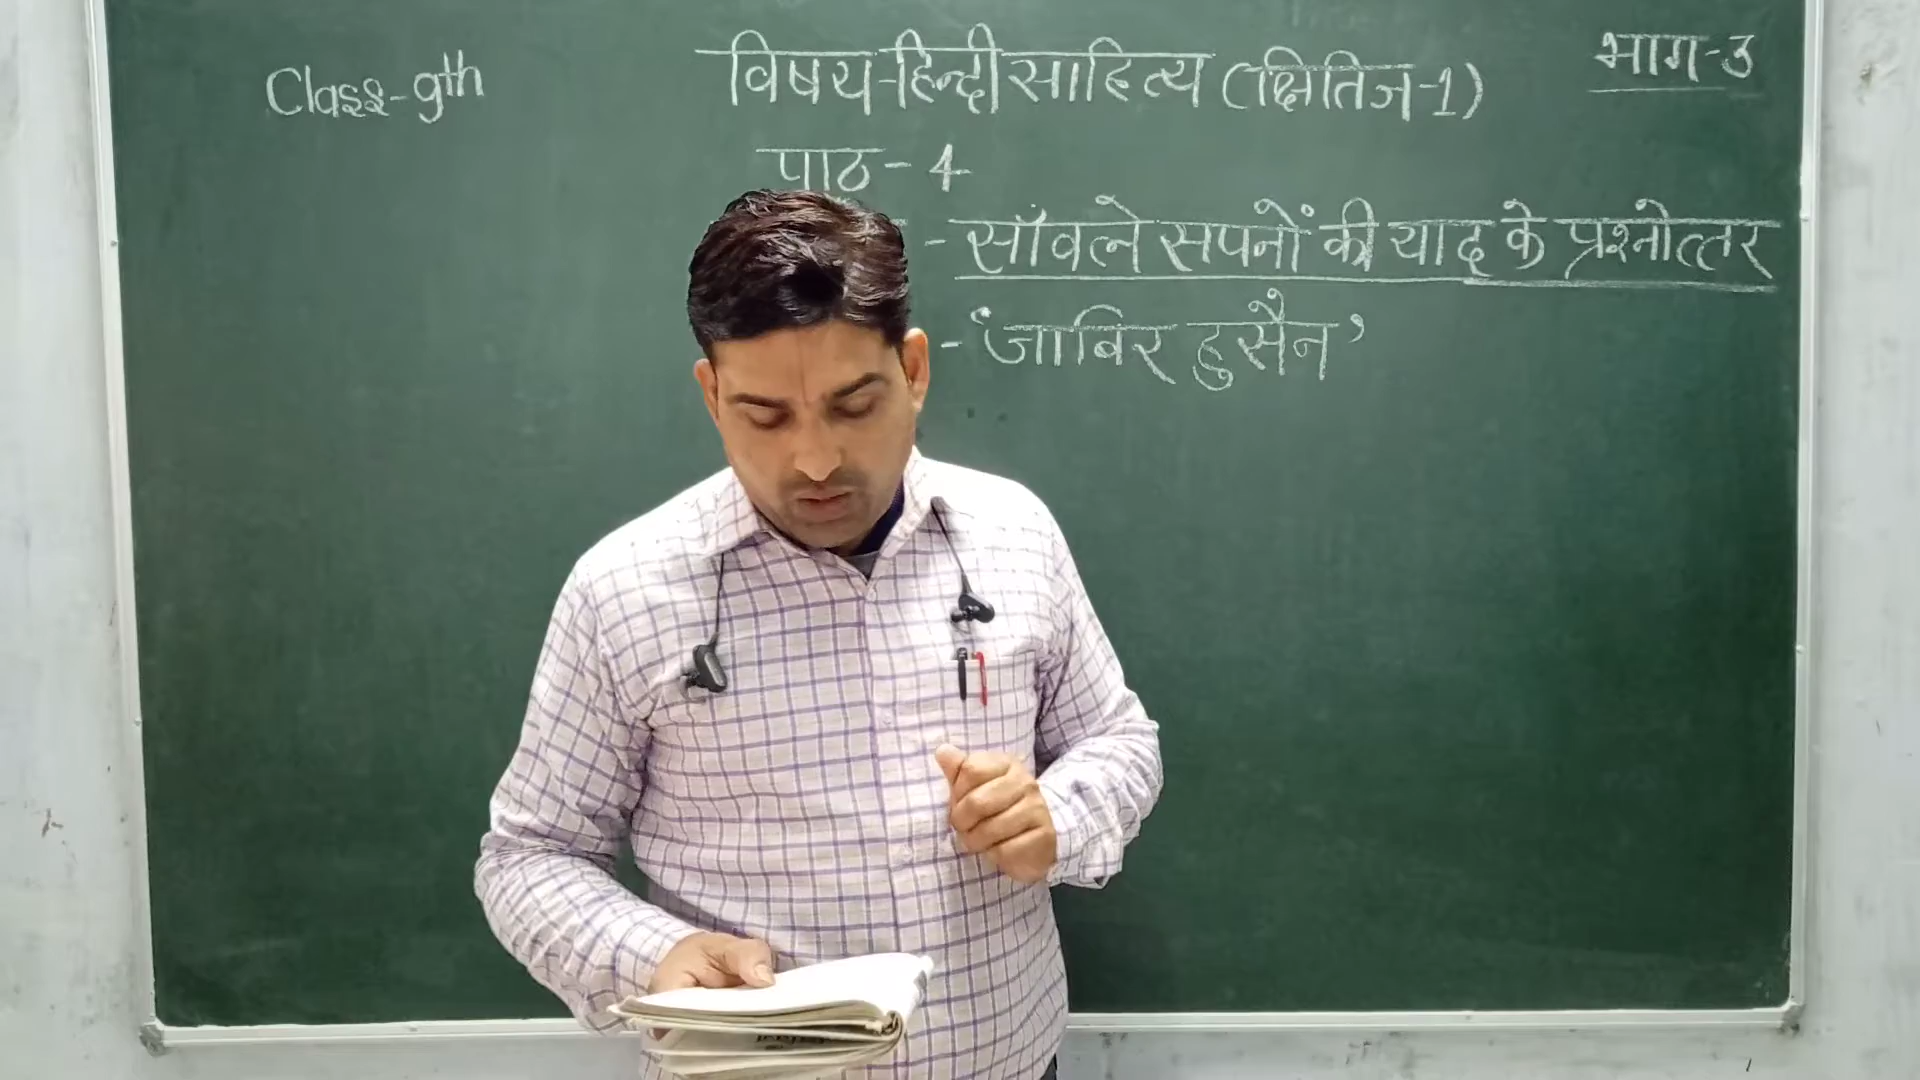 Class-9th
विषय-हिन्दी साहित्य (क्षितिज-1)
भाग-3
पाठ-4
-साँवले सपनों की याद के प्रश्नोत्तर
-‘जाबिर हुसैन’